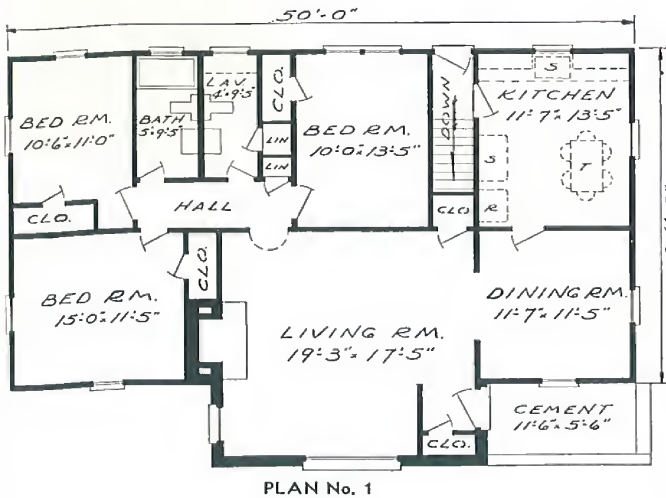 50'-0"
BED RM.
10'-6" x 11'-0"
CLO.
BATH
5' x 9'-5"
LAV.
4' x 9'-5"
CLO.
LIN
LIN
BED RM.
10'-0" x 13'-5"
DOWN
CLO
S
KITCHEN
11'-7" x 13'-5"
S
R
T
HALL
BED RM.
15'-0" x 11'-5"
CLO.
LIVING RM.
19'-3" x 17'-5"
DINING RM.
11'-7" x 11'-5"
CLO.
CEMENT
11'-6" x 5'-6"
PLAN No. 1